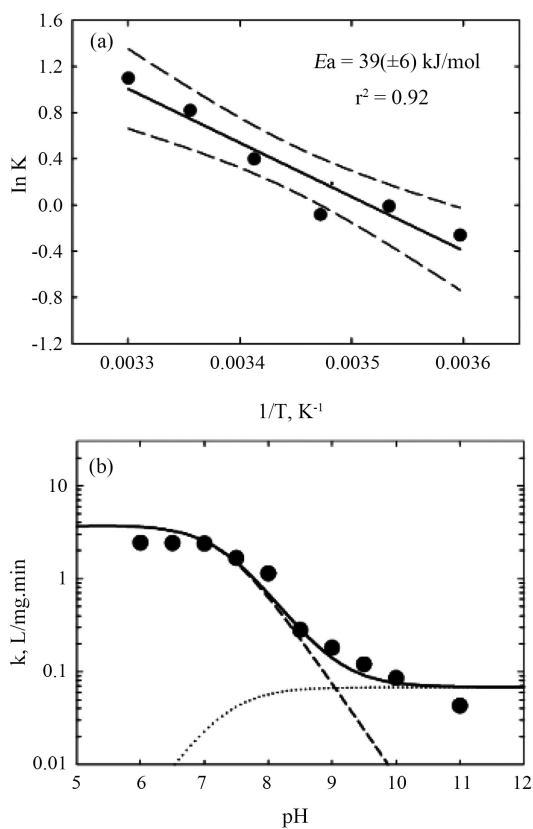 (a)
Ea = 39(±6) kJ/mol
r² = 0.92
1.6
1.2
0.8
0.4
0.0
-0.4
-0.8
-1.2
ln K
0.0033 0.0034 0.0035 0.0036
1/T, K⁻¹
(b)
10
1
0.1
0.01
k, L/mg.min
5 6 7 8 9 10 11 12
pH